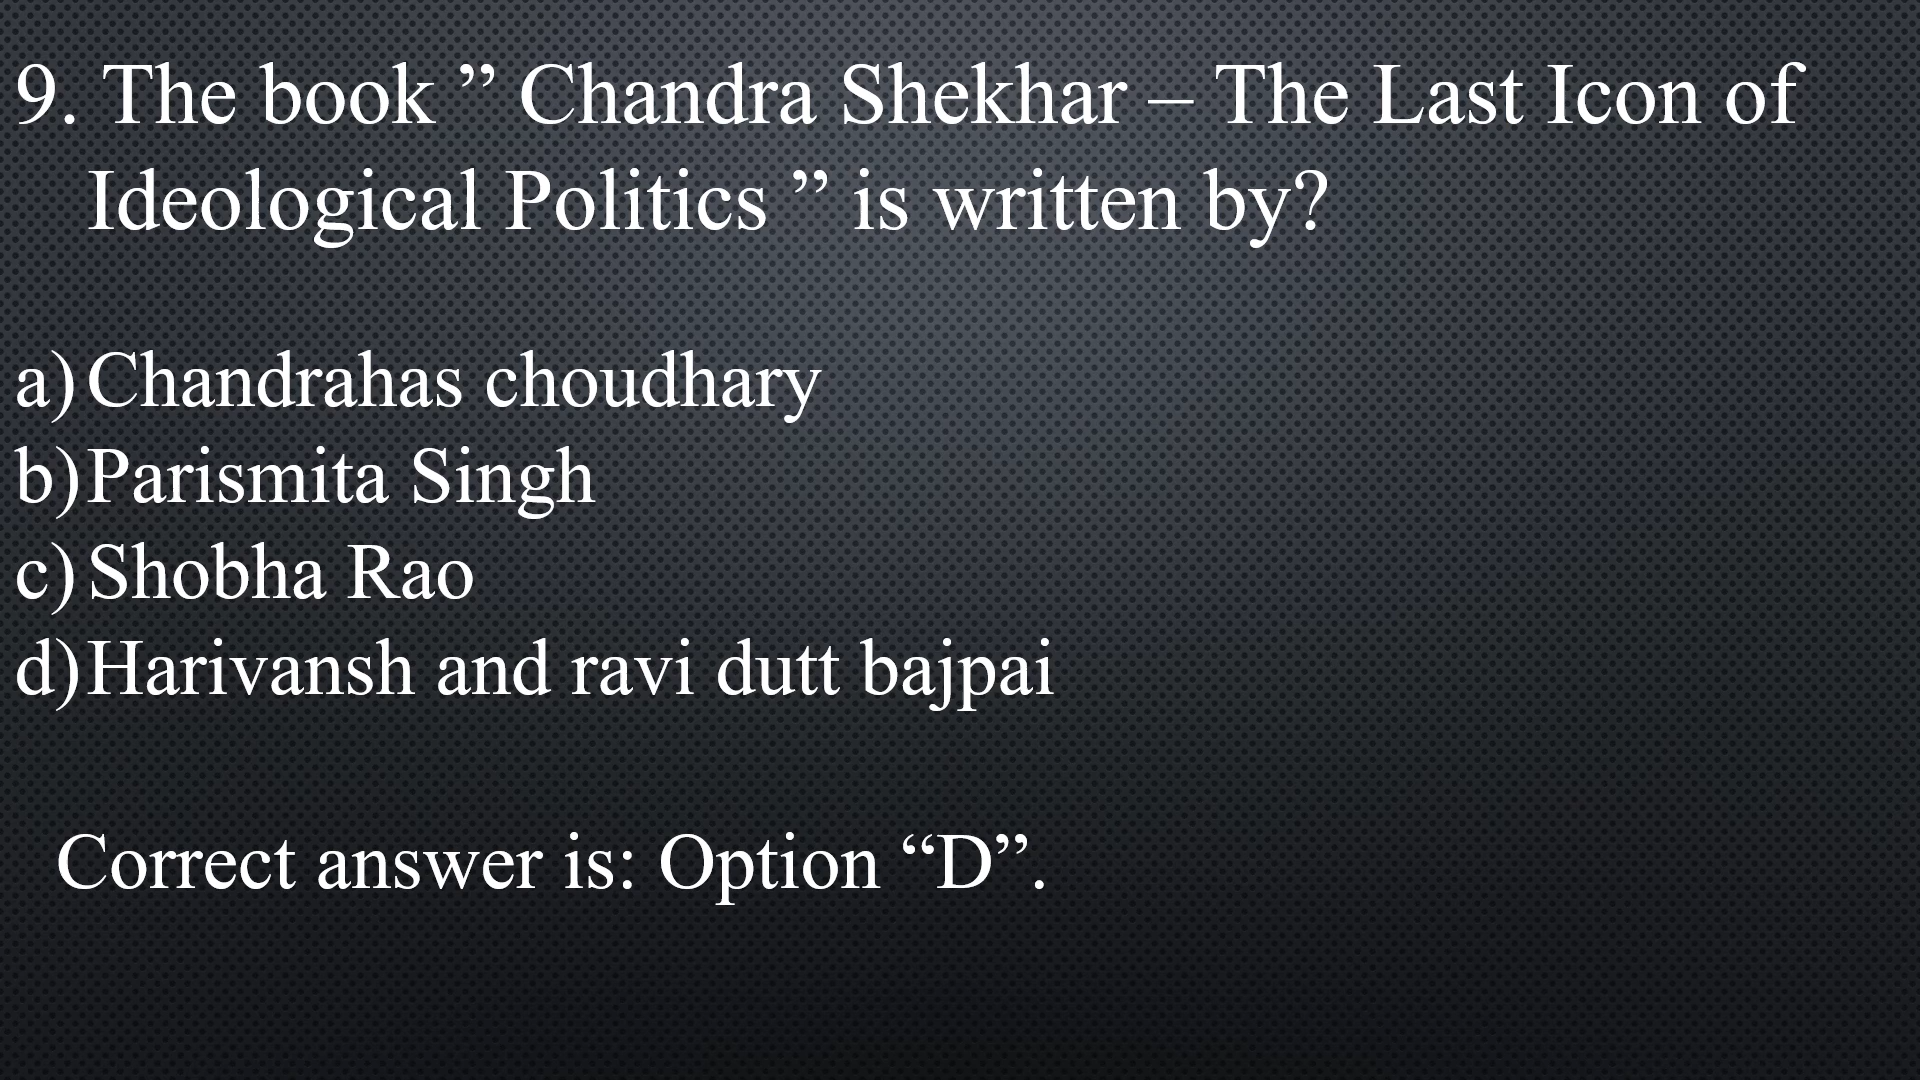 9. The book ” Chandra Shekhar – The Last Icon of
Ideological Politics ” is written by?
a) Chandrahas choudhary
b) Parismita Singh
c) Shobha Rao
d) Harivansh and ravi dutt bajpai
Correct answer is: Option “D”.